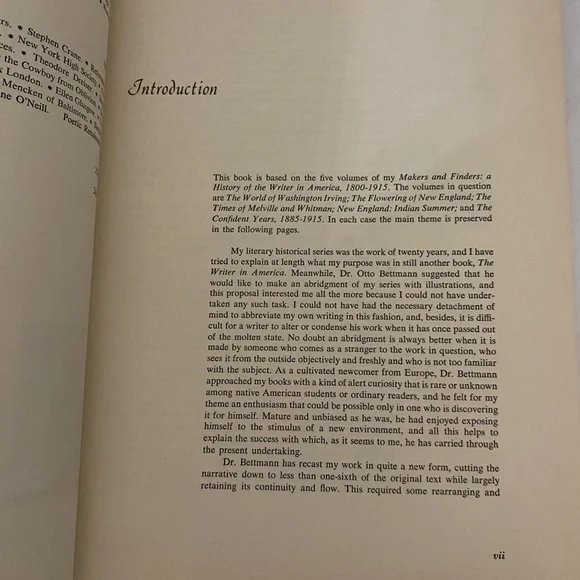 rs. • Stephen Crane. •
• New York High Society •
ces. • Theodore Dreiser.
the Cowboy from Oblivion.
k London. • Ellen Glasgow.
Mencken of Baltimore. •
ne O'Neill. Poetic
Introduction
This book is based on the five volumes of my Makers and Finders: a
History of the Writer in America, 1800-1915. The volumes in question
are The World of Washington Irving; The Flowering of New England; The
Times of Melville and Whitman; New England: Indian Summer; and The
Confident Years, 1885-1915. In each case the main theme is preserved
in the following pages.
My literary historical series was the work of twenty years, and I have
tried to explain at length what my purpose was in still another book, The
Writer in America. Meanwhile, Dr. Otto Bettmann suggested that he
would like to make an abridgment of my series with illustrations, and
this proposal interested me all the more because I could not have under-
taken any such task. I could not have had the necessary detachment of
mind to abbreviate my own writing in this fashion, and, besides, it is diffi-
cult for a writer to alter or condense his work when it has once passed out
of the molten state. No doubt an abridgment is always better when it is
made by someone who comes as a stranger to the work in question, who
sees it from the outside objectively and freshly and who is not too familiar
with the subject. As a cultivated newcomer from Europe, Dr. Bettmann
approached my books with a kind of alert curiosity that is rare or unknown
among native American students or ordinary readers, and he felt for my
theme an enthusiasm that could be possible only in one who is discovering
it for himself. Mature and unbiased as he was, he had enjoyed exposing
himself to the stimulus of a new environment, and all this helps to
explain the success with which, as it seems to me, he has carried through
the present undertaking.
Dr. Bettmann has recast my work in quite a new form, cutting the
narrative down to less than one-sixth of the original text while largely
retaining its continuity and flow. This required some rearranging and
vii